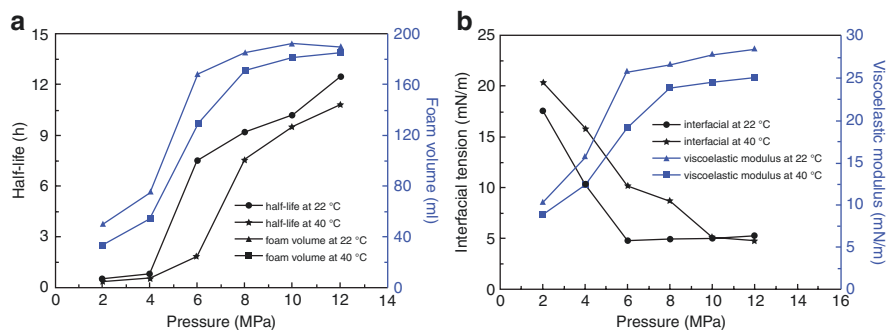 a
15
12
9
6
3
0
Half-life (h)
200
160
120
80
40
0
Foam volume
(ml)
half-life at 22 °C
half-life at 40 °C
foam volume at 22 °C
foam volume at 40 °C
0 2 4 6 8 10 12 14
Pressure (MPa)
b
25
20
15
10
5
0
Interfacial tension (mN/m)
30
25
20
15
10
5
0
Viscoelastic modulus
(mN/m)
interfacial at 22 °C
interfacial at 40 °C
viscoelastic modulus at 22 °C
viscoelastic modulus at 40 °C
0 2 4 6 8 10 12 14 16
Pressure (MPa)